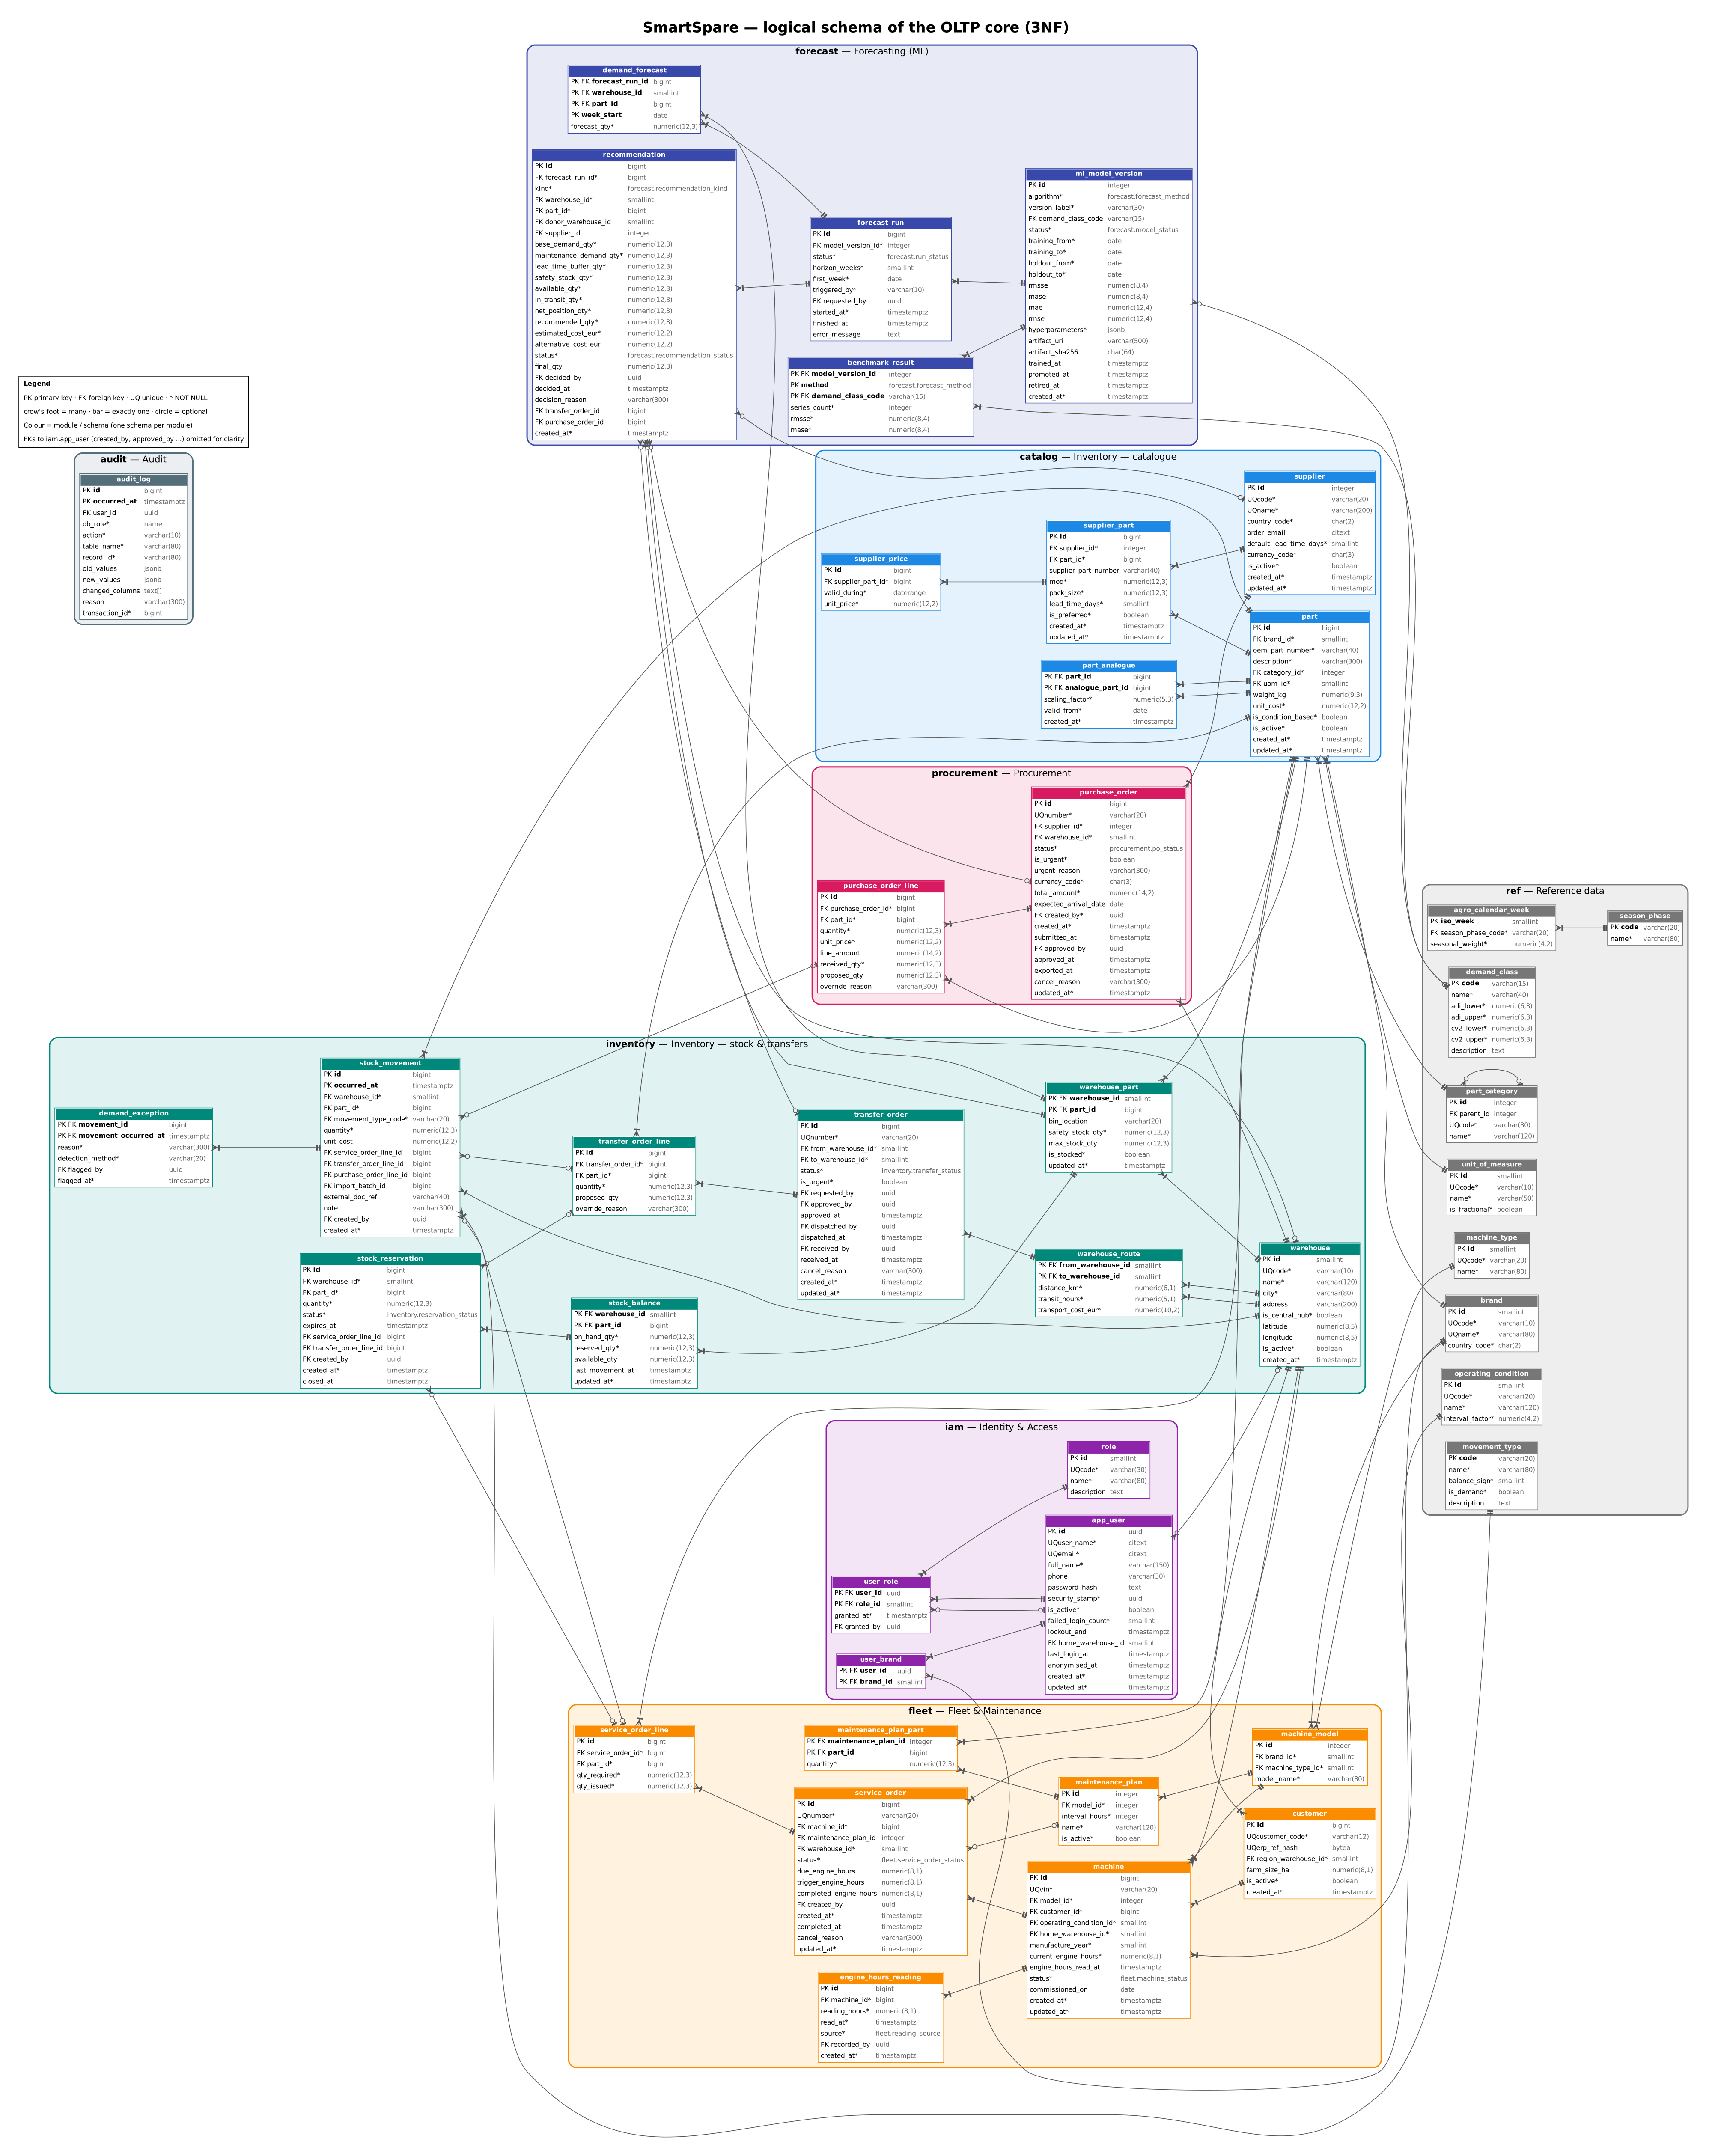 SmartSpare — logical schema of the OLTP core (3NF)
forecast — Forecasting (ML)
demand_forecast
PK FK forecast_run_id bigint
PK FK warehouse_id smallint
PK FK part_id bigint
PK week_start date
forecast_qty* numeric(12,3)
recommendation
PK id bigint
FK forecast_run_id* bigint
kind* forecast.recommendation_kind
FK warehouse_id* smallint
FK part_id* bigint
FK donor_warehouse_id smallint
FK supplier_id integer
base_demand_qty* numeric(12,3)
maintenance_demand_qty* numeric(12,3)
lead_time_buffer_qty* numeric(12,3)
safety_stock_qty* numeric(12,3)
available_qty* numeric(12,3)
in_transit_qty* numeric(12,3)
net_position_qty* numeric(12,3)
recommended_qty* numeric(12,3)
estimated_cost_eur* numeric(12,2)
alternative_cost_eur numeric(12,2)
status* forecast.recommendation_status
final_qty numeric(12,3)
FK decided_by uuid
decided_at timestamptz
decision_reason varchar(300)
FK transfer_order_id bigint
FK purchase_order_id bigint
created_at* timestamptz
forecast_run
PK id bigint
FK model_version_id* integer
status* forecast.run_status
horizon_weeks* smallint
first_week* date
triggered_by* varchar(10)
FK requested_by uuid
started_at* timestamptz
finished_at timestamptz
error_message text
ml_model_version
PK id integer
algorithm* forecast.forecast_method
version_label* varchar(30)
FK demand_class_code varchar(15)
status* forecast.model_status
training_from* date
training_to* date
holdout_from* date
holdout_to* date
rmsse numeric(8,4)
mase numeric(8,4)
mae numeric(12,4)
rmse numeric(12,4)
hyperparameters* jsonb
artifact_uri varchar(500)
artifact_sha256 char(64)
trained_at timestamptz
promoted_at timestamptz
retired_at timestamptz
created_at* timestamptz
benchmark_result
PK FK model_version_id integer
PK method forecast.forecast_method
PK FK demand_class_code varchar(15)
series_count* integer
rmsse* numeric(8,4)
mase* numeric(8,4)
Legend
PK primary key · FK foreign key · UQ unique · * NOT NULL
crow's foot = many · bar = exactly one · circle = optional
Colour = module / schema (one schema per module)
FKs to iam.app_user (created_by, approved_by ...) omitted for clarity
audit — Audit
audit_log
PK id bigint
PK occurred_at timestamptz
FK user_id uuid
db_role* name
action* varchar(10)
table_name* varchar(80)
record_id* varchar(80)
old_values jsonb
new_values jsonb
changed_columns text[]
reason varchar(300)
transaction_id* bigint
catalog — Inventory — catalogue
supplier
PK id integer
UQcode* varchar(20)
UQname* varchar(200)
country_code* char(2)
order_email citext
default_lead_time_days* smallint
currency_code* char(3)
is_active* boolean
created_at* timestamptz
updated_at* timestamptz
supplier_part
PK id bigint
FK supplier_id* integer
FK part_id* bigint
supplier_part_number varchar(40)
moq* numeric(12,3)
pack_size* numeric(12,3)
lead_time_days* smallint
is_preferred* boolean
created_at* timestamptz
updated_at* timestamptz
supplier_price
PK id bigint
FK supplier_part_id* bigint
valid_during* daterange
unit_price* numeric(12,2)
part
PK id bigint
FK brand_id* smallint
oem_part_number* varchar(40)
description* varchar(300)
FK category_id* integer
FK uom_id* smallint
weight_kg numeric(9,3)
unit_cost* numeric(12,2)
is_condition_based* boolean
is_active* boolean
created_at* timestamptz
updated_at* timestamptz
part_analogue
PK FK part_id bigint
PK FK analogue_part_id bigint
scaling_factor* numeric(5,3)
valid_from* date
created_at* timestamptz
procurement — Procurement
purchase_order
PK id bigint
UQnumber* varchar(20)
FK supplier_id* integer
FK warehouse_id* smallint
status* procurement.po_status
is_urgent* boolean
urgent_reason varchar(300)
currency_code* char(3)
total_amount* numeric(14,2)
expected_arrival_date date
FK created_by* uuid
created_at* timestamptz
submitted_at timestamptz
FK approved_by uuid
approved_at timestamptz
exported_at timestamptz
cancel_reason varchar(300)
updated_at* timestamptz
purchase_order_line
PK id bigint
FK purchase_order_id* bigint
FK part_id* bigint
quantity* numeric(12,3)
unit_price* numeric(12,2)
line_amount numeric(14,2)
received_qty* numeric(12,3)
proposed_qty numeric(12,3)
override_reason varchar(300)
ref — Reference data
agro_calendar_week
PK iso_week smallint
FK season_phase_code* varchar(20)
seasonal_weight* numeric(4,2)
season_phase
PK code varchar(20)
name* varchar(80)
demand_class
PK code varchar(15)
name* varchar(40)
adi_lower* numeric(6,3)
adi_upper* numeric(6,3)
cv2_lower* numeric(6,3)
cv2_upper* numeric(6,3)
description text
part_category
PK id integer
FK parent_id integer
UQcode* varchar(30)
name* varchar(120)
unit_of_measure
PK id smallint
UQcode* varchar(10)
name* varchar(50)
is_fractional* boolean
machine_type
PK id smallint
UQcode* varchar(20)
name* varchar(80)
brand
PK id smallint
UQcode* varchar(10)
UQname* varchar(80)
country_code* char(2)
operating_condition
PK id smallint
UQcode* varchar(20)
name* varchar(120)
interval_factor* numeric(4,2)
movement_type
PK code varchar(20)
name* varchar(80)
balance_sign* smallint
is_demand* boolean
description text
inventory — Inventory — stock & transfers
stock_movement
PK id bigint
PK occurred_at timestamptz
FK warehouse_id* smallint
FK part_id* bigint
FK movement_type_code* varchar(20)
quantity* numeric(12,3)
unit_cost numeric(12,2)
FK service_order_line_id bigint
FK transfer_order_line_id bigint
FK purchase_order_line_id bigint
FK import_batch_id bigint
external_doc_ref varchar(40)
note varchar(300)
FK created_by uuid
created_at* timestamptz
demand_exception
PK FK movement_id bigint
PK FK movement_occurred_at timestamptz
reason* varchar(300)
detection_method* varchar(20)
FK flagged_by uuid
flagged_at* timestamptz
transfer_order_line
PK id bigint
FK transfer_order_id* bigint
FK part_id* bigint
quantity* numeric(12,3)
proposed_qty numeric(12,3)
override_reason varchar(300)
transfer_order
PK id bigint
UQnumber* varchar(20)
FK from_warehouse_id* smallint
FK to_warehouse_id* smallint
status* inventory.transfer_status
is_urgent* boolean
FK requested_by uuid
FK approved_by uuid
approved_at timestamptz
FK dispatched_by uuid
dispatched_at timestamptz
FK received_by uuid
received_at timestamptz
cancel_reason varchar(300)
created_at* timestamptz
updated_at* timestamptz
warehouse_part
PK FK warehouse_id smallint
PK FK part_id bigint
bin_location varchar(20)
safety_stock_qty* numeric(12,3)
max_stock_qty numeric(12,3)
is_stocked* boolean
updated_at* timestamptz
stock_reservation
PK id bigint
FK warehouse_id* smallint
FK part_id* bigint
quantity* numeric(12,3)
status* inventory.reservation_status
expires_at timestamptz
FK service_order_line_id bigint
FK transfer_order_line_id bigint
FK created_by uuid
created_at* timestamptz
closed_at timestamptz
stock_balance
PK FK warehouse_id smallint
PK FK part_id bigint
on_hand_qty* numeric(12,3)
reserved_qty* numeric(12,3)
available_qty numeric(12,3)
last_movement_at timestamptz
updated_at* timestamptz
warehouse_route
PK FK from_warehouse_id smallint
PK FK to_warehouse_id smallint
distance_km* numeric(6,1)
transit_hours* numeric(5,1)
transport_cost_eur* numeric(10,2)
warehouse
PK id smallint
UQcode* varchar(10)
name* varchar(120)
city* varchar(80)
address varchar(200)
is_central_hub* boolean
latitude numeric(8,5)
longitude numeric(8,5)
is_active* boolean
created_at* timestamptz
iam — Identity & Access
role
PK id smallint
UQcode* varchar(30)
name* varchar(80)
description text
app_user
PK id uuid
UQuser_name* citext
UQemail* citext
full_name* varchar(150)
phone varchar(30)
password_hash text
security_stamp* uuid
is_active* boolean
failed_login_count* smallint
lockout_end timestamptz
FK home_warehouse_id smallint
last_login_at timestamptz
anonymised_at timestamptz
created_at* timestamptz
updated_at* timestamptz
user_role
PK FK user_id uuid
PK FK role_id smallint
granted_at* timestamptz
FK granted_by uuid
user_brand
PK FK user_id uuid
PK FK brand_id smallint
fleet — Fleet & Maintenance
service_order_line
PK id bigint
FK service_order_id* bigint
FK part_id* bigint
qty_required* numeric(12,3)
qty_issued* numeric(12,3)
maintenance_plan_part
PK FK maintenance_plan_id integer
PK FK part_id bigint
quantity* numeric(12,3)
service_order
PK id bigint
UQnumber* varchar(20)
FK machine_id* bigint
FK maintenance_plan_id integer
FK warehouse_id* smallint
status* fleet.service_order_status
due_engine_hours numeric(8,1)
trigger_engine_hours numeric(8,1)
completed_engine_hours numeric(8,1)
FK created_by uuid
created_at* timestamptz
completed_at timestamptz
cancel_reason varchar(300)
updated_at* timestamptz
maintenance_plan
PK id integer
FK model_id* integer
interval_hours* integer
name* varchar(120)
is_active* boolean
machine_model
PK id integer
FK brand_id* smallint
FK machine_type_id* smallint
model_name* varchar(80)
customer
PK id bigint
UQcustomer_code* varchar(12)
UQerp_ref_hash bytea
FK region_warehouse_id* smallint
farm_size_ha numeric(8,1)
is_active* boolean
created_at* timestamptz
machine
PK id bigint
UQvin* varchar(20)
FK model_id* integer
FK customer_id* bigint
FK operating_condition_id* smallint
FK home_warehouse_id* smallint
manufacture_year* smallint
current_engine_hours* numeric(8,1)
engine_hours_read_at timestamptz
status* fleet.machine_status
commissioned_on date
created_at* timestamptz
updated_at* timestamptz
engine_hours_reading
PK id bigint
FK machine_id* bigint
reading_hours* numeric(8,1)
read_at* timestamptz
source* fleet.reading_source
FK recorded_by uuid
created_at* timestamptz